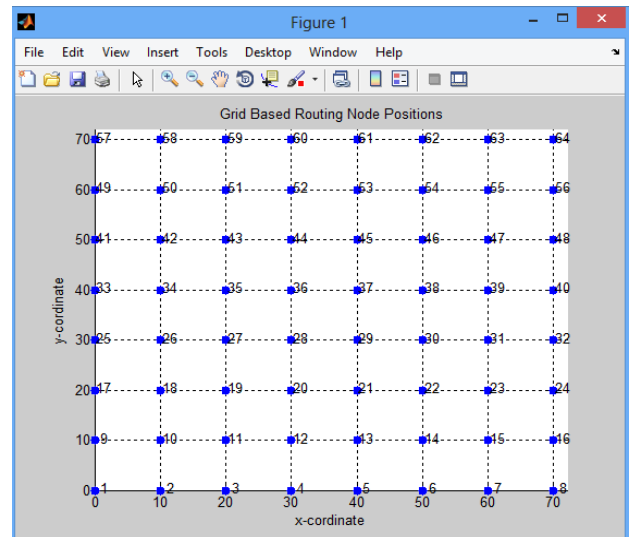 Figure 1
File Edit View Insert Tools Desktop Window Help
Grid Based Routing Node Positions
70 57 58 59 60 61 62 63 64
60 49 50 51 52 53 54 55 56
50 41 42 43 44 45 46 47 48
40 33 34 35 36 37 38 39 40
y-cordinate
30 25 26 27 28 29 30 31 32
20 17 18 19 20 21 22 23 24
10 9 10 11 12 13 14 15 16
0 1 2 3 4 5 6 7 8
0 10 20 30 40 50 60 70
x-cordinate